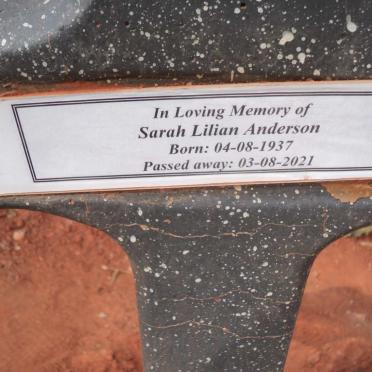 In Loving Memory of
Sarah Lilian Anderson
Born: 04-08-1937
Passed away: 03-08-2021